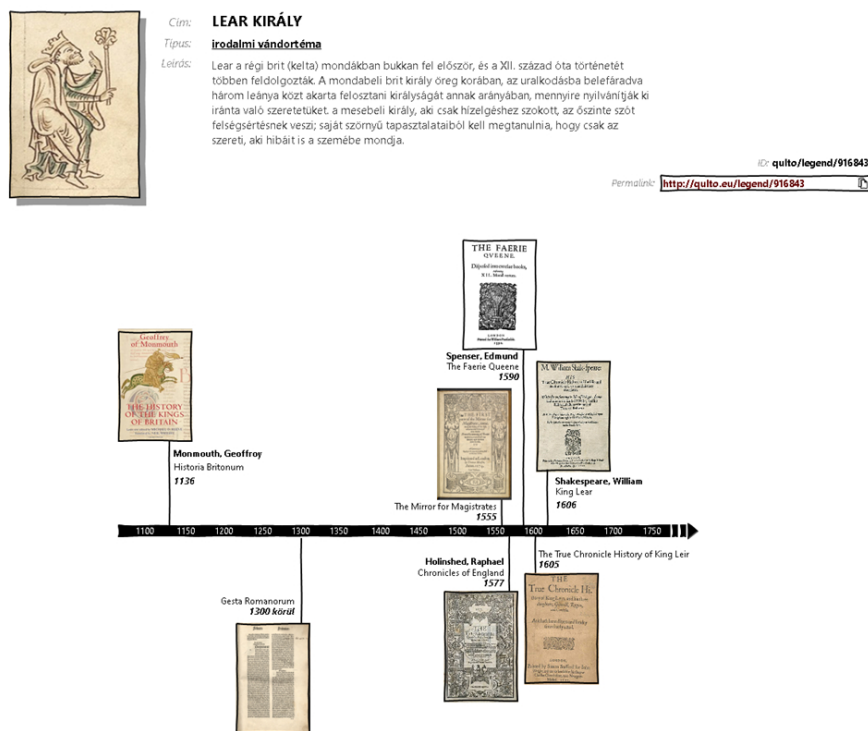 Cím: LEAR KIRÁLY
Típus: irodalmi vándortéma
Leírás: Lear a régi brit (kelta) mondákban bukkan fel először, és a XII. század óta történetét
többen feldolgozták. A mondabeli brit király öreg korában, az uralkodásba belefáradva
három leánya közt akarta felosztani királyságát annak arányában, mennyire nyilvánítják ki
iránta való szeretetüket. a mesebeli király, aki csak hízelgéshez szokott, az őszinte szót
felségsértésnek veszi; saját szörnyű tapasztalataiból kell megtanulnia, hogy csak az
szereti, aki hibáit is a szemébe mondja.
ID: qulto/legend/916843
Permalink: http://qulto.eu/legend/916843
THE FAERIE
QVEENE.
Spenser, Edmund
The Faerie Queene
1590
Geoffrey
of Monmouth
THE HISTORY
OF THE KINGS
OF BRITAIN
Monmouth, Geoffroy
Historia Britonum
1136
M. William Shak-speare:
Shakespeare, William
King Lear
1606
The Mirror for Magistrates
1555
1100 1150 1200 1250 1300 1350 1400 1450 1500 1550 1600 1650 1700 1750
Holinshed, Raphael
Chronicles of England
1577
The True Chronicle History of King Leir
1605
Gesta Romanorum
1300 körül
THE
True Chronicle